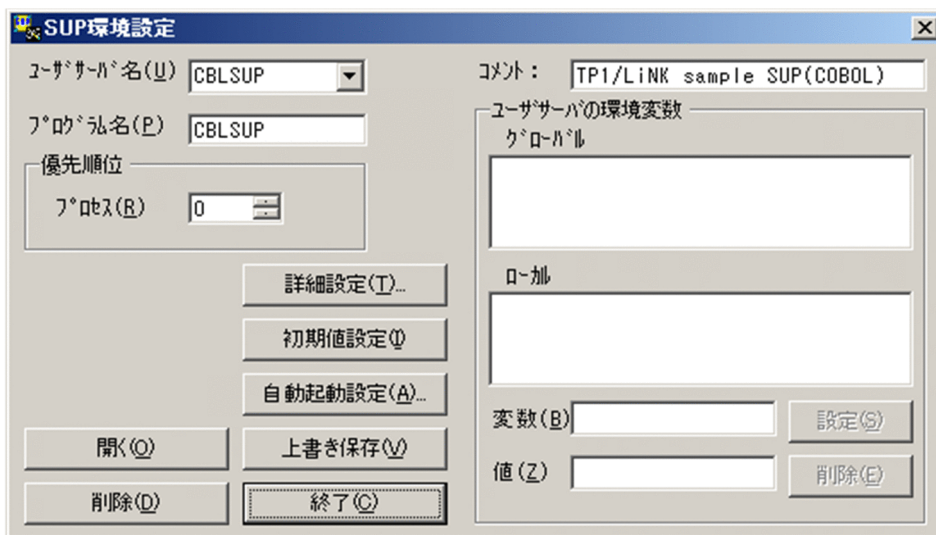 SUP環境設定
ﾕｰｻﾞｻｰﾊﾞ名(U)
CBLSUP
ﾌﾟﾛｸﾞﾗﾑ名(P)
CBLSUP
優先順位
ﾌﾟﾛｾｽ(R)
0
詳細設定(T)...
初期値設定(I)
自動起動設定(A)...
開く(O)
上書き保存(V)
削除(D)
終了(C)
ｺﾒﾝﾄ：
TP1/LiNK sample SUP(COBOL)
ﾕｰｻﾞｻｰﾊﾞの環境変数
ｸﾞﾛｰﾊﾞﾙ
ﾛｰｶﾙ
変数(B)
設定(S)
値(Z)
削除(E)